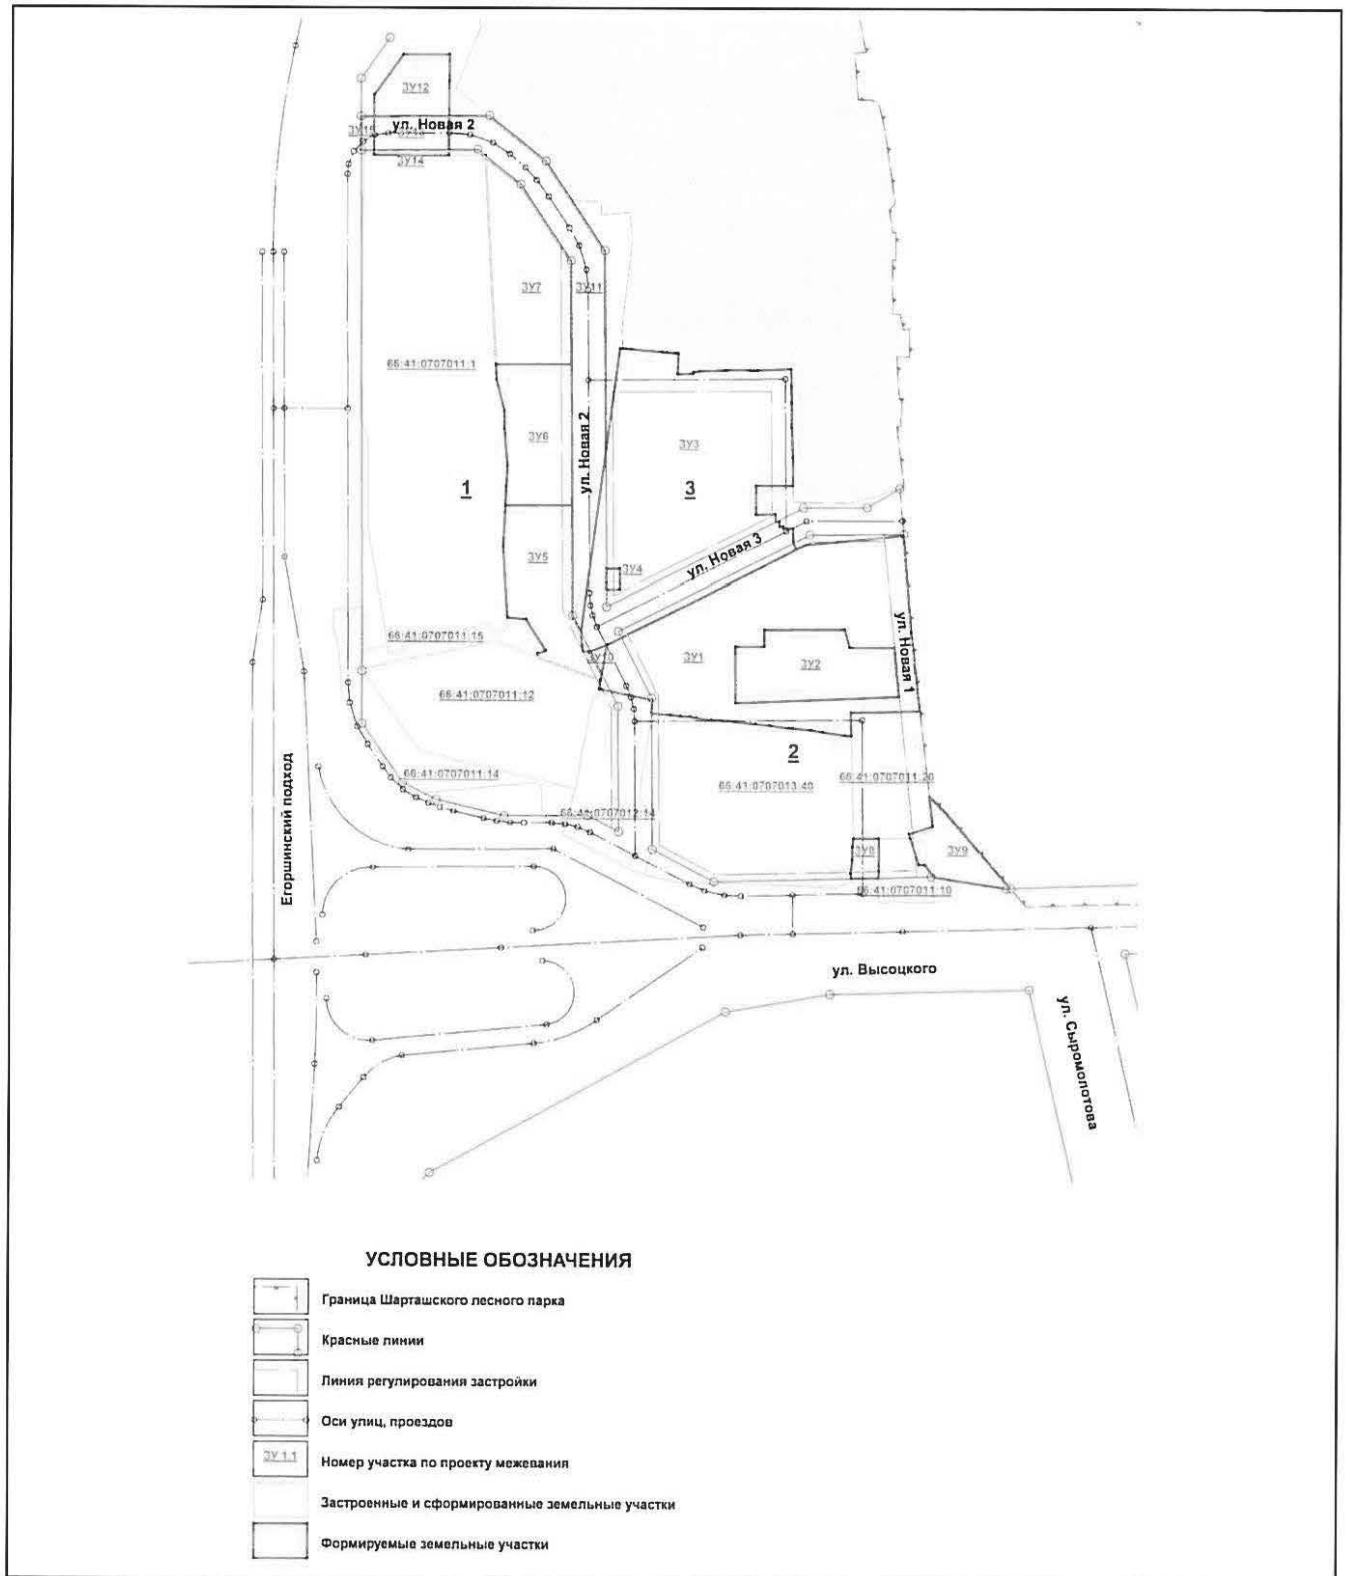 ЗУ12
ул. Новая 2
ЗУ15
ЗУ14
ЗУ7
ЗУ11
66:41:0707011:1
ул. Новая 2
ЗУ6
ЗУ3
1
3
ЗУ5
ул. Новая 3
ЗУ4
66:41:0707011:15
ЗУ10
ЗУ1
ЗУ2
ул. Новая 1
66:41:0707011:12
2
66:41:0707011:14
66:41:0707013:40
66:41:0707011:20
66:41:0707012:14
Егоршинский подход
ЗУ8
ЗУ9
66:41:0707011:10
ул. Высоцкого
ул. Сыромолотова
УСЛОВНЫЕ ОБОЗНАЧЕНИЯ
Граница Шарташского лесного парка
Красные линии
Линия регулирования застройки
Оси улиц, проездов
ЗУ 1.1
Номер участка по проекту межевания
Застроенные и сформированные земельные участки
Формируемые земельные участки